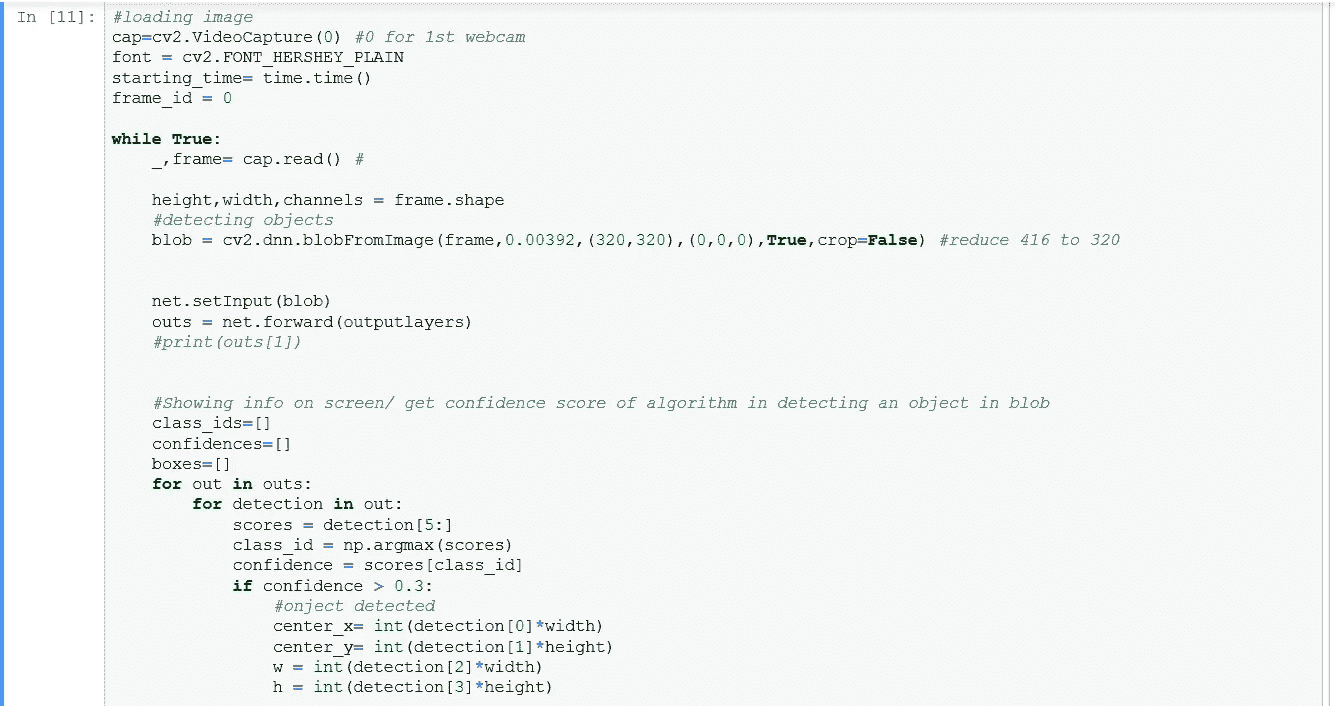 In [11]: #loading image
cap=cv2.VideoCapture(0) #0 for 1st webcam
font = cv2.FONT_HERSHEY_PLAIN
starting_time= time.time()
frame_id = 0
while True:
_,frame= cap.read() #
height,width,channels = frame.shape
#detecting objects
blob = cv2.dnn.blobFromImage(frame,0.00392,(320,320),(0,0,0),True,crop=False) #reduce 416 to 320
net.setInput(blob)
outs = net.forward(outputlayers)
#print(outs[1])
#Showing info on screen/ get confidence score of algorithm in detecting an object in blob
class_ids=[]
confidences=[]
boxes=[]
for out in outs:
for detection in out:
scores = detection[5:]
class_id = np.argmax(scores)
confidence = scores[class_id]
if confidence > 0.3:
#onject detected
center_x= int(detection[0]*width)
center_y= int(detection[1]*height)
w = int(detection[2]*width)
h = int(detection[3]*height)